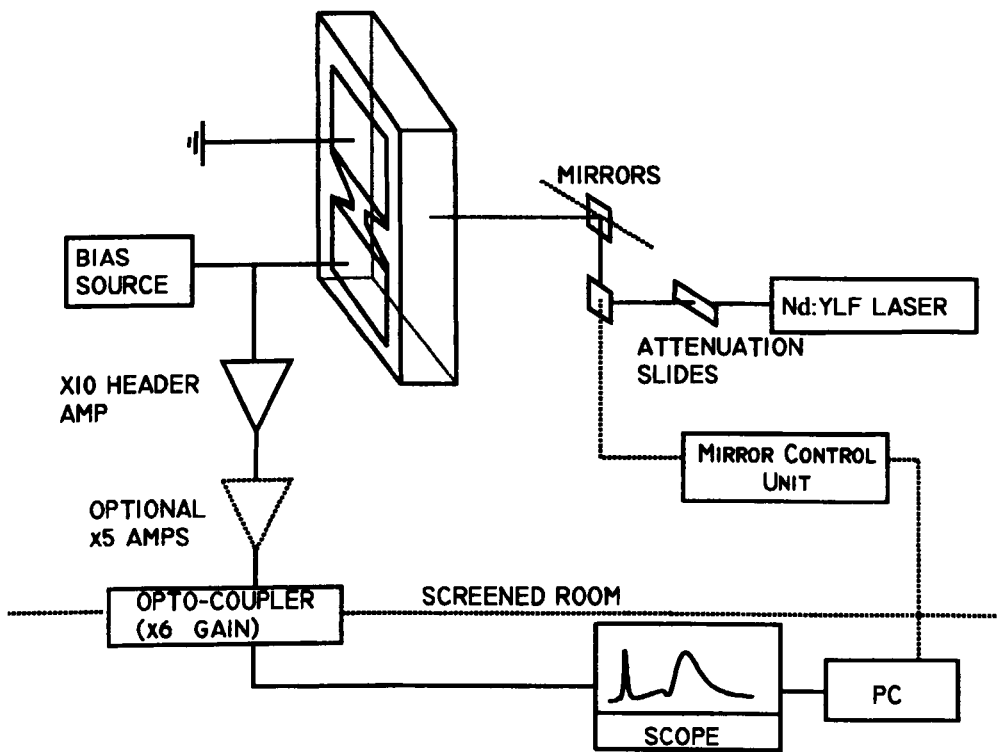 MIRRORS
BIAS
SOURCE
Nd:YLF LASER
ATTENUATION
SLIDES
X10 HEADER
AMP
MIRROR CONTROL
UNIT
OPTIONAL
x5 AMPS
OPTO-COUPLER
(x6 GAIN)
SCREENED ROOM
PC
SCOPE